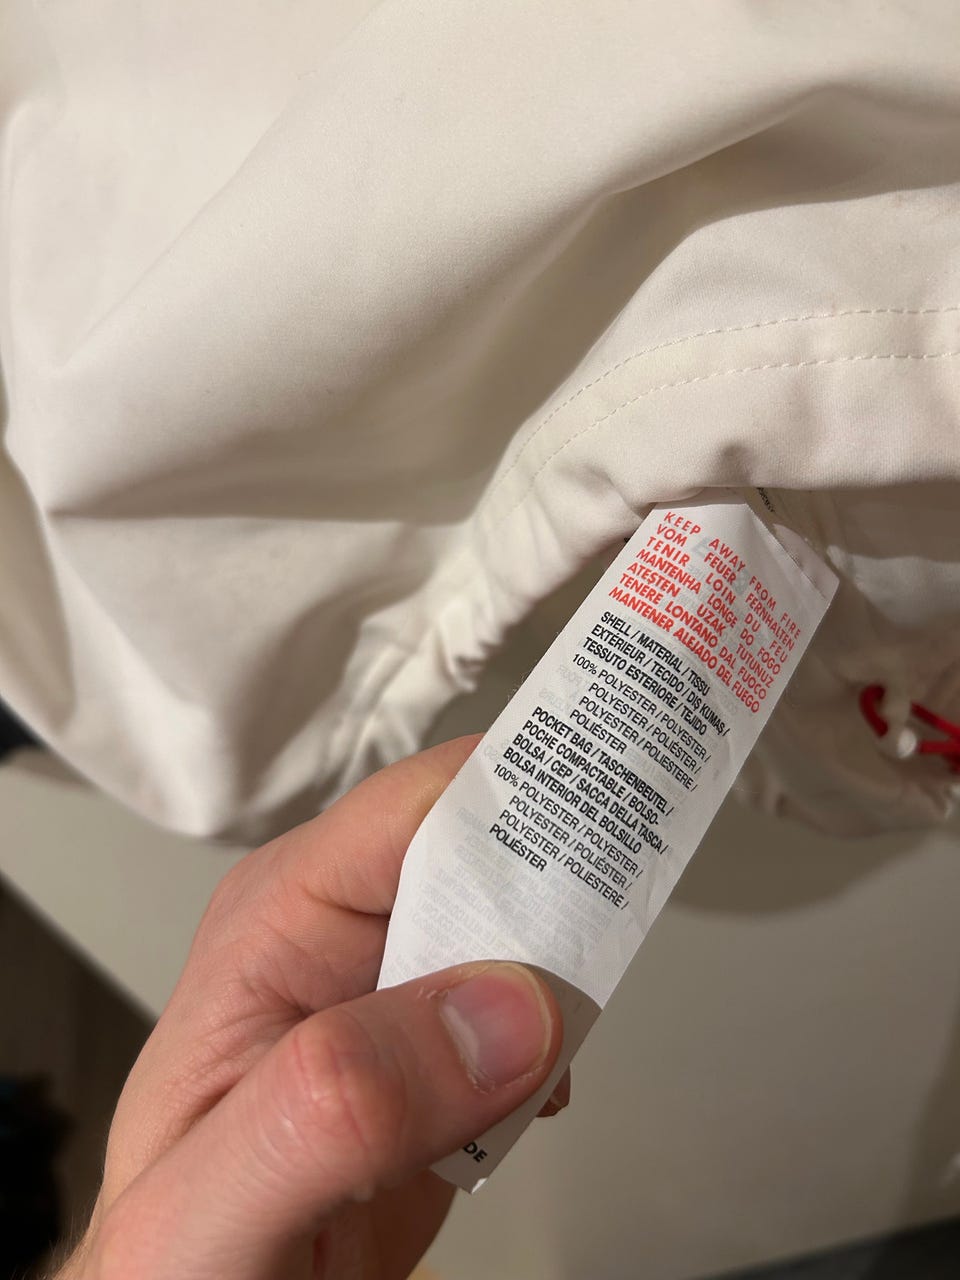 KEEP AWAY FROM FIRE
VOM FEUER FERNHALTEN
TENIR LOIN DU FEU
MANTENHA LONGE DO FOGO
ATESTEN UZAK TUTUNUZ
TENERE LONTANO DAL FUOCO
MANTENER ALEJADO DEL FUEGO
SHELL / MATERIAL / TISSU
EXTERIEUR / TECIDO / DIŞ KUMAŞ /
TESSUTO ESTERIORE / TEJIDO
100% POLYESTER / POLYESTER /
POLYESTER / POLIÉSTER /
POLYESTER / POLIESTERE /
POLIÉSTER
POCKET BAG / TASCHENBEUTEL /
POCHE COMPACTABLE / BOLSO-
BOLSA / CEP / SACCA DELLA TASCA /
BOLSA INTERIOR DEL BOLSILLO
100% POLYESTER / POLYESTER /
POLYESTER / POLIÉSTER /
POLYESTER / POLIESTERE /
POLIÉSTER
DE